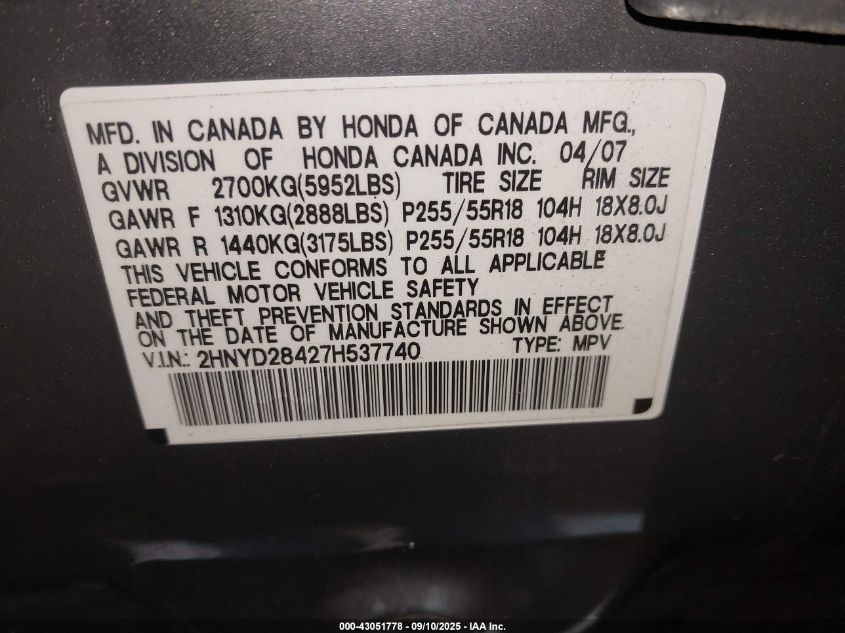 MFD. IN CANADA BY HONDA OF CANADA MFG.,
A DIVISION OF HONDA CANADA INC. 04/07
GVWR 2700KG(5952LBS) TIRE SIZE RIM SIZE
GAWR F 1310KG(2888LBS) P255/55R18 104H 18X8.0J
GAWR R 1440KG(3175LBS) P255/55R18 104H 18X8.0J
THIS VEHICLE CONFORMS TO ALL APPLICABLE
FEDERAL MOTOR VEHICLE SAFETY
AND THEFT PREVENTION STANDARDS IN EFFECT
ON THE DATE OF MANUFACTURE SHOWN ABOVE.
V.I.N.: 2HNYD28427H537740 TYPE: MPV
000-43051778 - 09/10/2025 - IAA Inc.